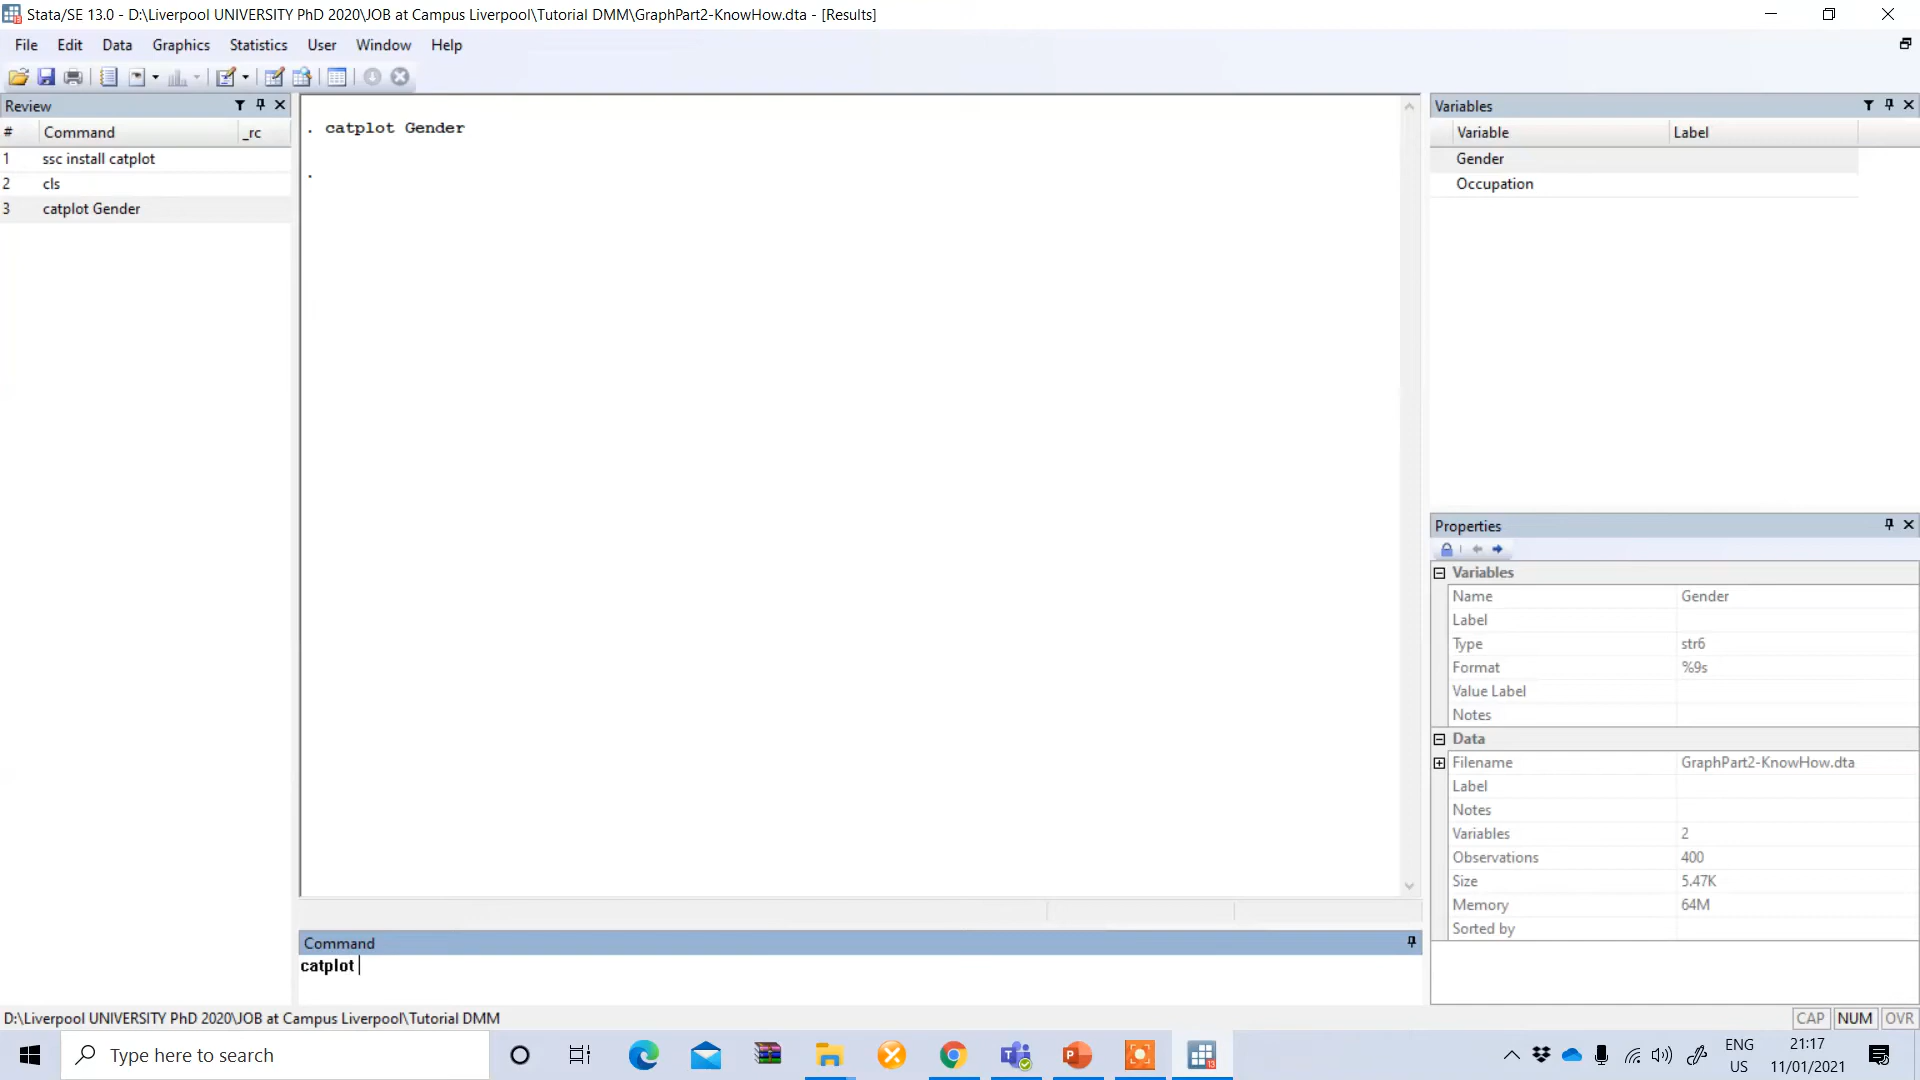 Stata/SE 13.0 - D:\Liverpool UNIVERSITY PhD 2020\JOB at Campus Liverpool\Tutorial DMM\GraphPart2-KnowHow.dta - [Results]
File Edit Data Graphics Statistics User Window Help
Review
# Command _rc
1 ssc install catplot
2 cls
3 catplot Gender
. catplot Gender
.
Command
catplot
Variables
Variable Label
Gender
Occupation
Properties
Variables
Name Gender
Label
Type str6
Format %9s
Value Label
Notes
Data
Filename GraphPart2-KnowHow.dta
Label
Notes
Variables 2
Observations 400
Size 5.47K
Memory 64M
Sorted by
D:\Liverpool UNIVERSITY PhD 2020\JOB at Campus Liverpool\Tutorial DMM
CAP NUM OVR
Type here to search
ENG
US
21:17
11/01/2021